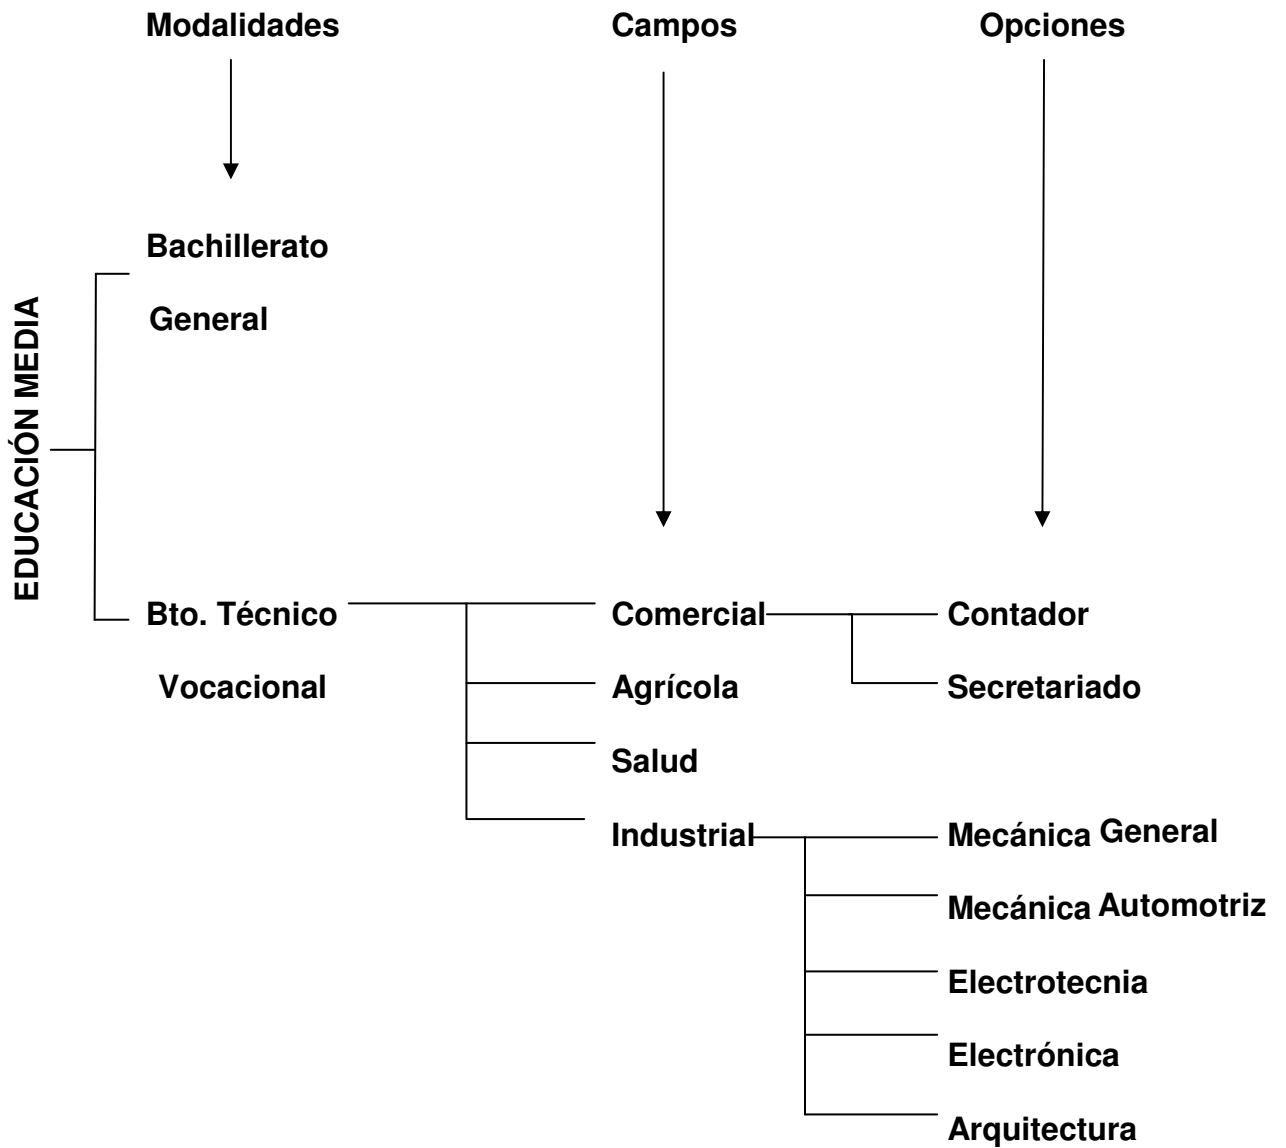 Modalidades Campos Opciones
Bachillerato
General
EDUCACIÓN MEDIA
Bto. Técnico Comercial Contador
Vocacional Agrícola Secretariado
Salud
Industrial Mecánica General
Mecánica Automotriz
Electrotecnia
Electrónica
Arquitectura